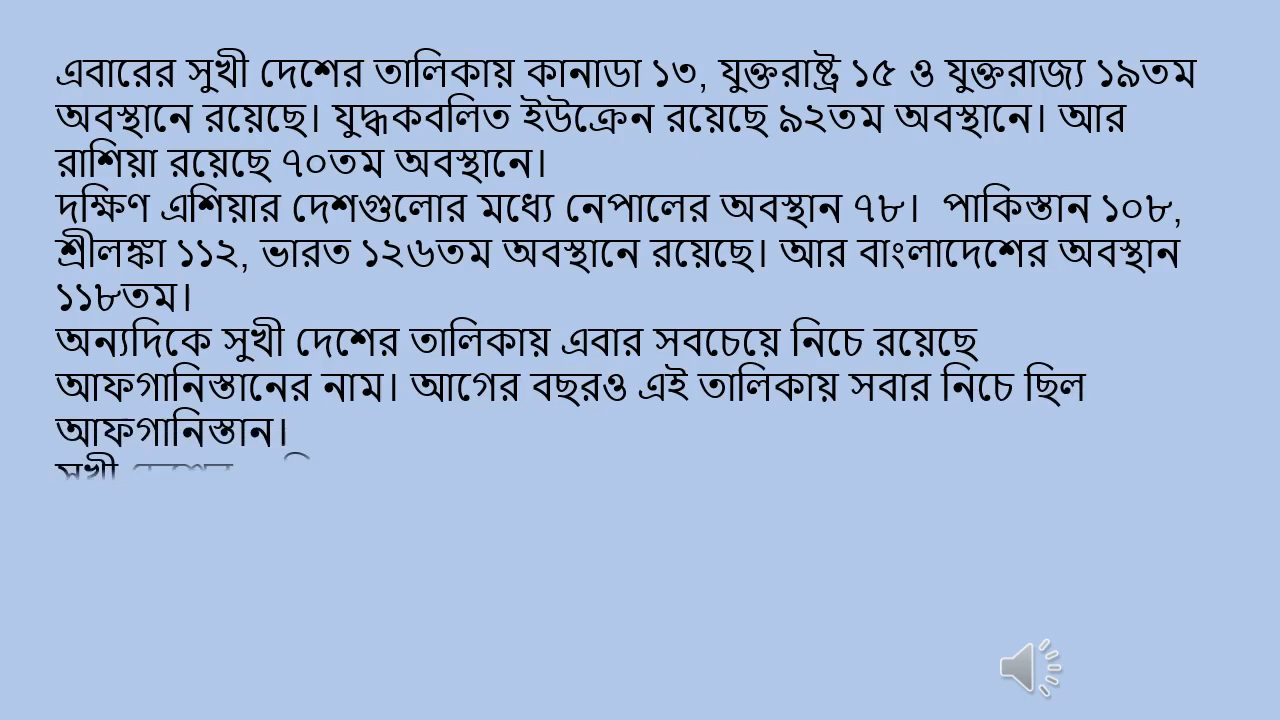 এবারের সুখী দেশের তালিকায় কানাডা ১৩, যুক্তরাষ্ট্র ১৫ ও যুক্তরাজ্য ১৯তম
অবস্থানে রয়েছে। যুদ্ধকবলিত ইউক্রেন রয়েছে ৯২তম অবস্থানে। আর
রাশিয়া রয়েছে ৭০তম অবস্থানে।
দক্ষিণ এশিয়ার দেশগুলোর মধ্যে নেপালের অবস্থান ৭৮। পাকিস্তান ১০৮,
শ্রীলঙ্কা ১১২, ভারত ১২৬তম অবস্থানে রয়েছে। আর বাংলাদেশের অবস্থান
১১৮তম।
অন্যদিকে সুখী দেশের তালিকায় এবার সবচেয়ে নিচে রয়েছে
আফগানিস্তানের নাম। আগের বছরও এই তালিকায় সবার নিচে ছিল
আফগানিস্তান।
সুখী